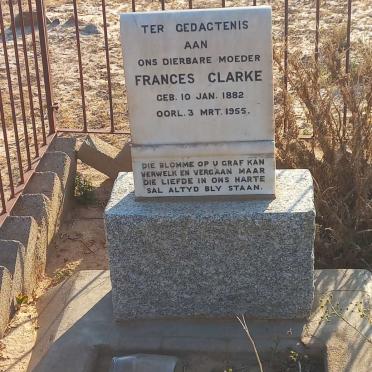 TER GEDAGTENIS
AAN
ONS DIERBARE MOEDER
FRANCES CLARKE
GEB. 10 JAN. 1882
OORL. 3 MRT. 1955.
DIE BLOMME OP U GRAF KAN
VERWELK EN VERGAAN MAAR
DIE LIEFDE IN ONS HARTE
SAL ALTYD BLY STAAN.